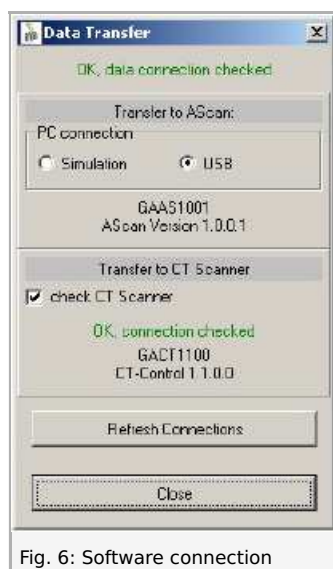 Data Transfer
OK, data connection checked
Transfer to AScan:
PC connection
Simulation
USB
GAAS1001
AScan Version 1.0.0.1
Transfer to CT Scanner
check CT Scanner
OK, connection checked
GACT1100
CT-Control 1.1.0.0
Refresh Connections
Close
Fig. 6: Software connection